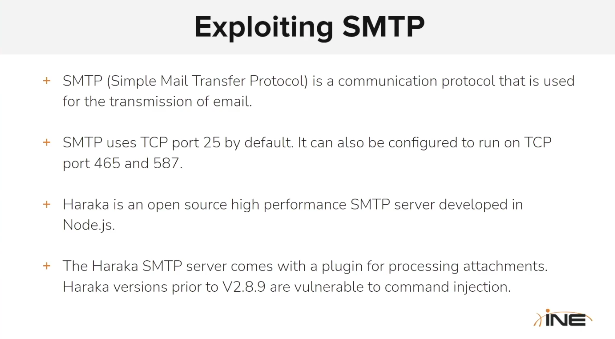 Exploiting SMTP
+ SMTP (Simple Mail Transfer Protocol) is a communication protocol that is used
for the transmission of email.
+ SMTP uses TCP port 25 by default. It can also be configured to run on TCP
port 465 and 587.
+ Haraka is an open source high performance SMTP server developed in
Node.js.
+ The Haraka SMTP server comes with a plugin for processing attachments.
Haraka versions prior to V2.8.9 are vulnerable to command injection.
iNE